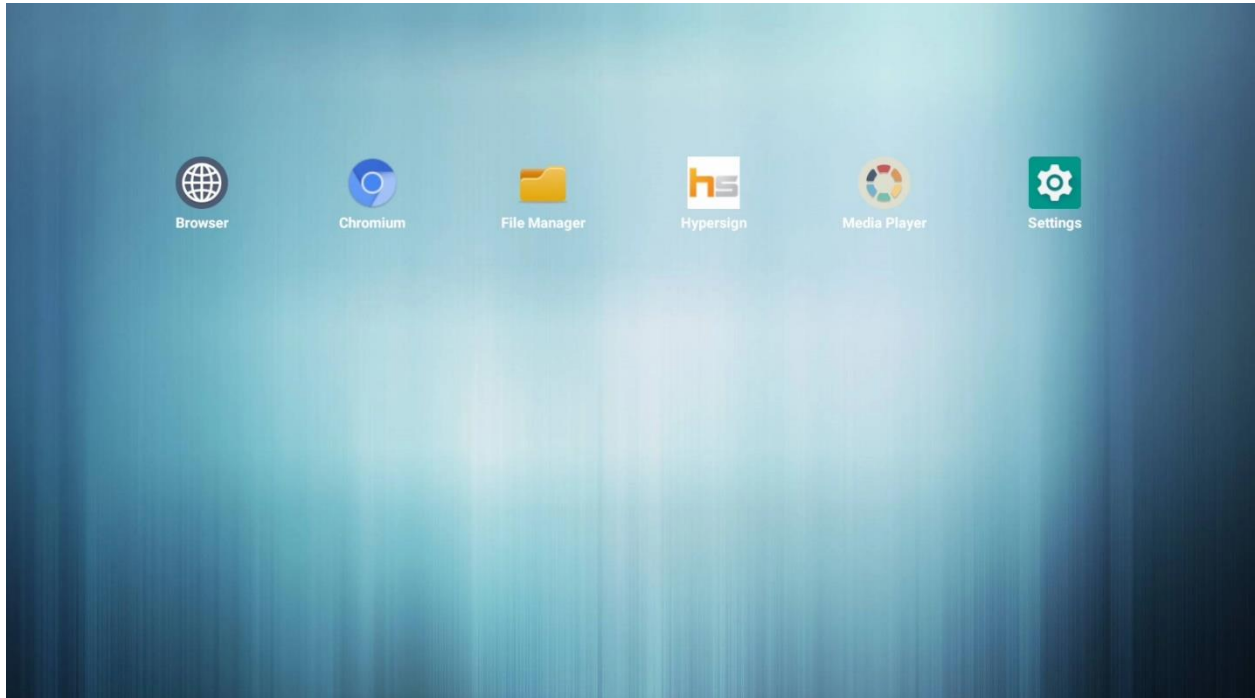 hs
Browser
Chromium
File Manager
Hypersign
Media Player
Settings